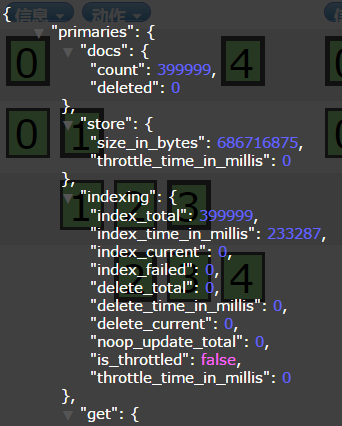 {
信息 动作
"primaries": {
0 4
"docs": {
"count": 399999,
"deleted": 0
},
0 1
"store": {
"size_in_bytes": 686716875,
"throttle_time_in_millis": 0
},
1 2 3
"indexing": {
"index_total": 399999,
"index_time_in_millis": 233287,
"index_current": 0,
2 3 4
"index_failed": 0,
"delete_total": 0,
"delete_time_in_millis": 0,
"delete_current": 0,
"noop_update_total": 0,
"is_throttled": false,
"throttle_time_in_millis": 0
},
"get": {